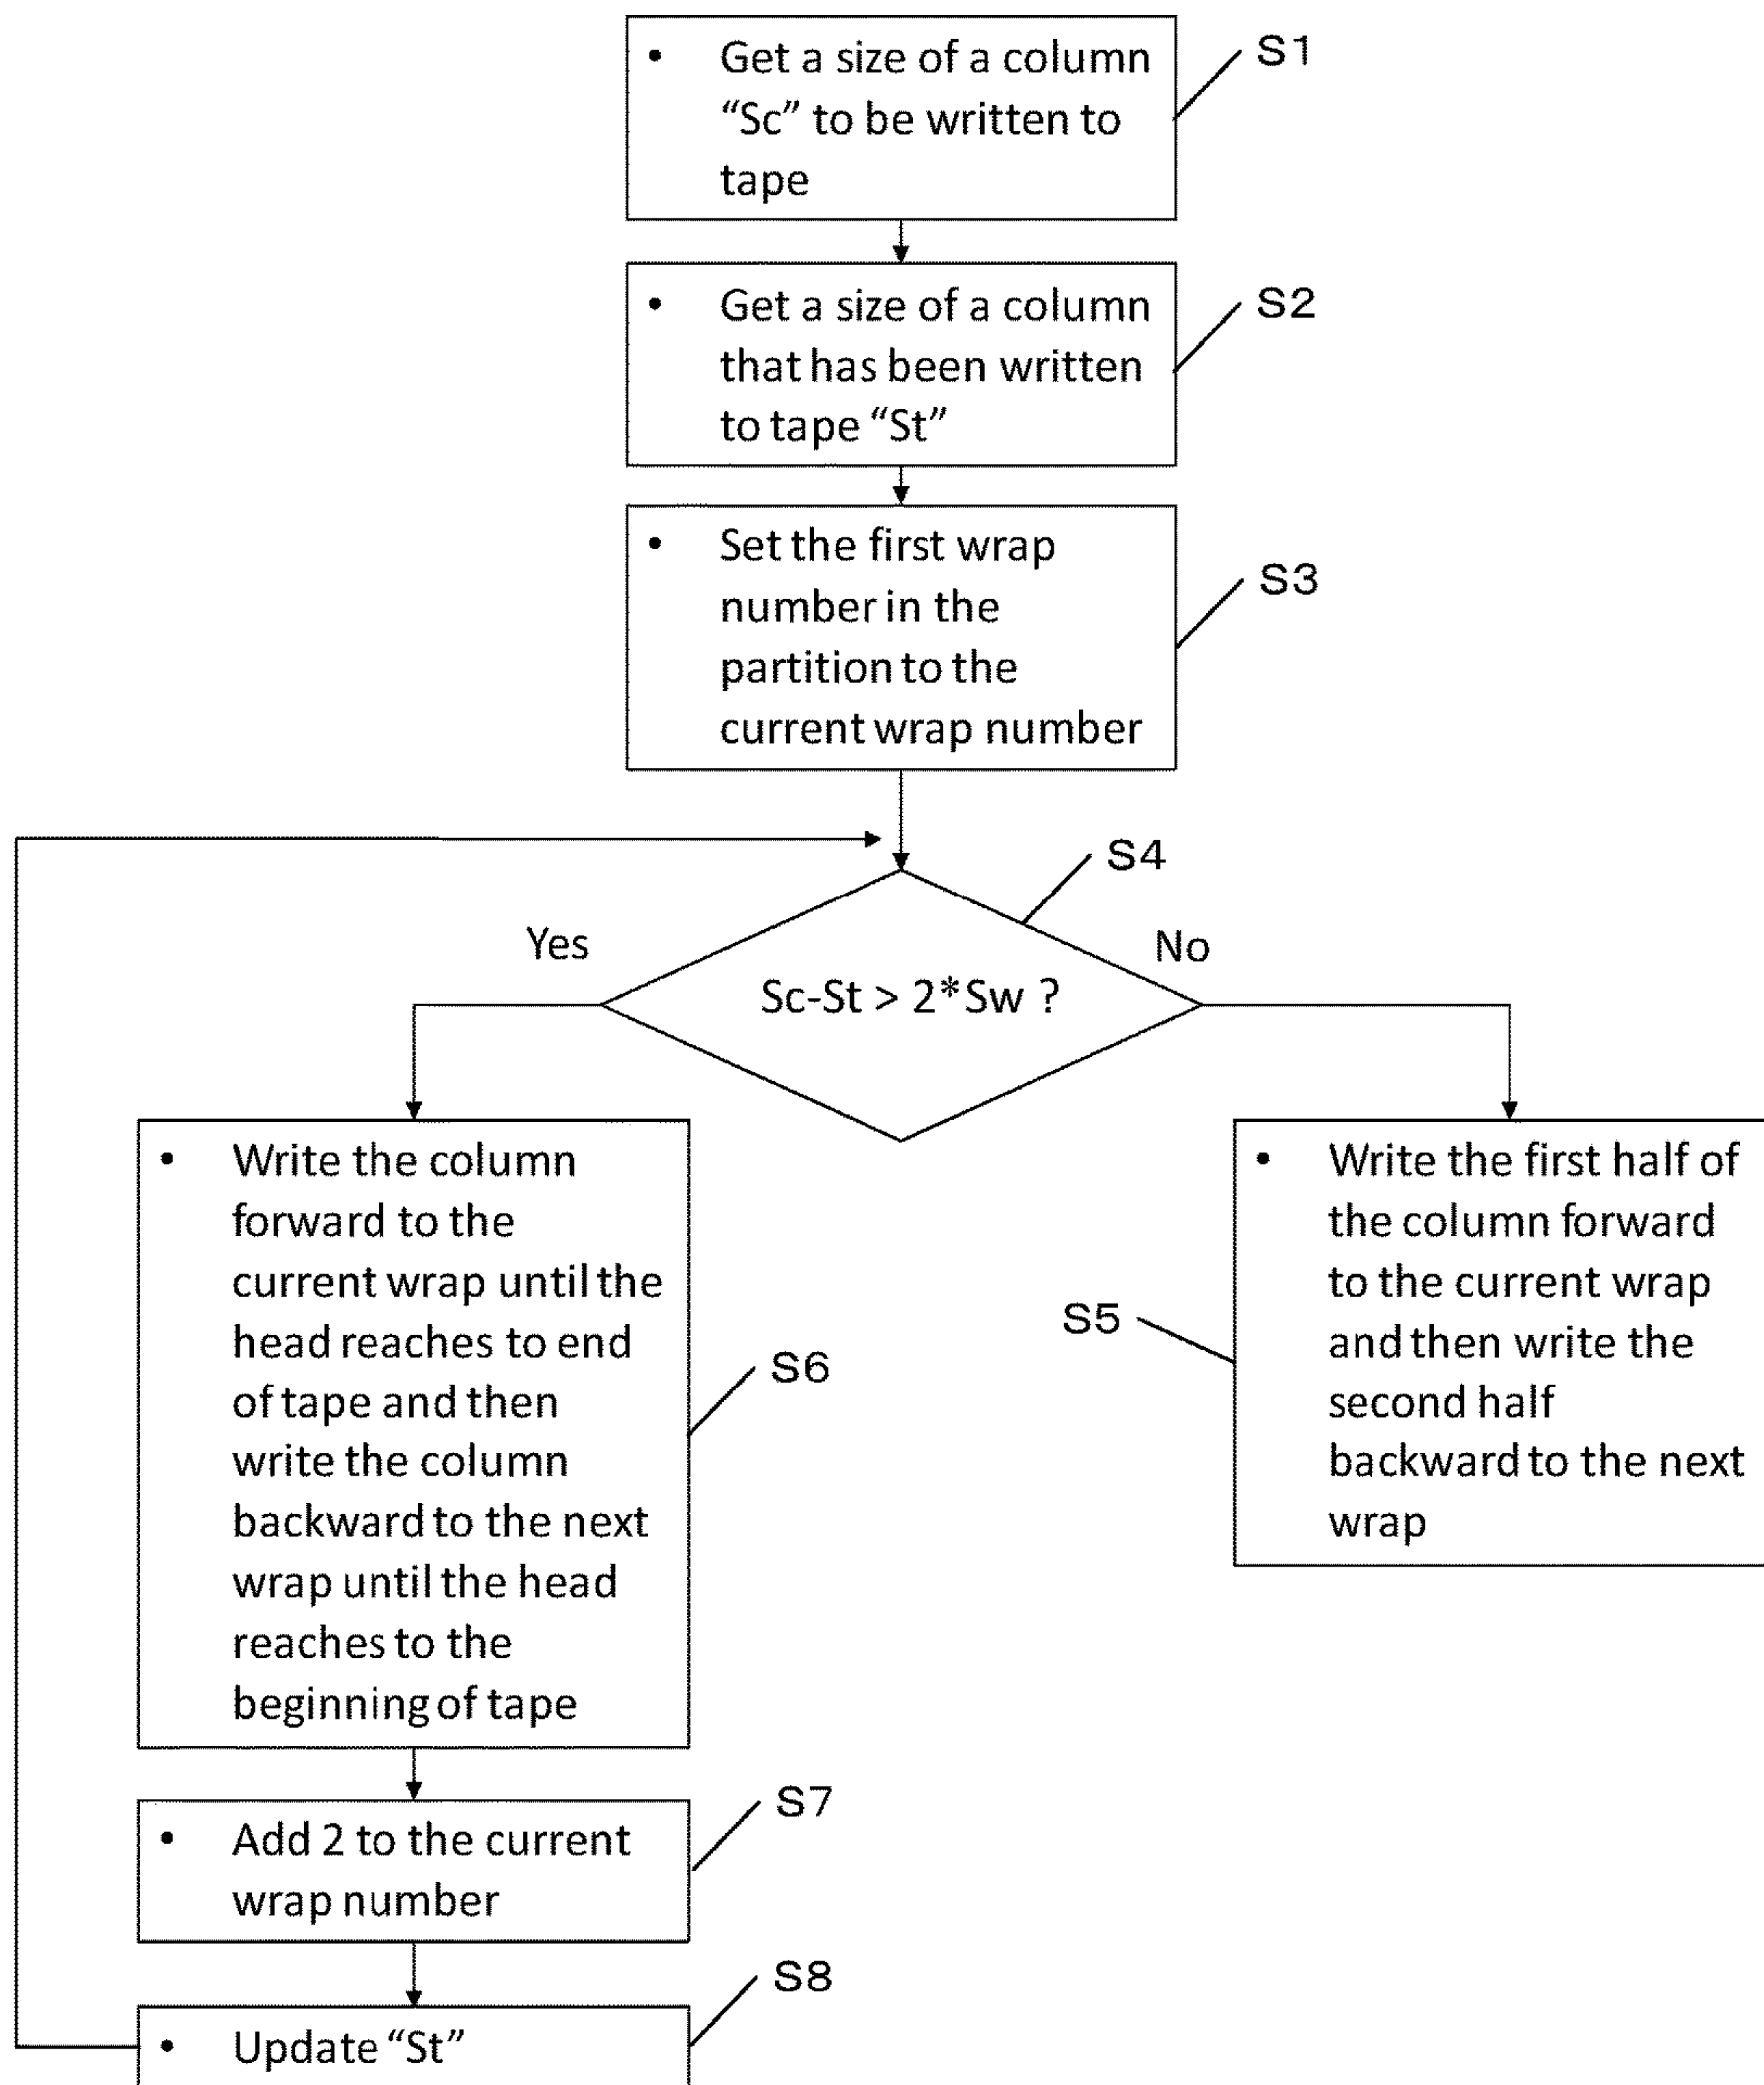 • Get a size of a column
"Sc" to be written to
tape
S1
• Get a size of a column
that has been written
to tape "St"
S2
• Set the first wrap
number in the
partition to the
current wrap number
S3
S4
Yes
No
Sc-St > 2*Sw ?
• Write the column
forward to the
current wrap until the
head reaches to end
of tape and then
write the column
backward to the next
wrap until the head
reaches to the
beginning of tape
S6
• Write the first half of
the column forward
to the current wrap
and then write the
second half
backward to the next
wrap
S5
• Add 2 to the current
wrap number
S7
• Update "St"
S8